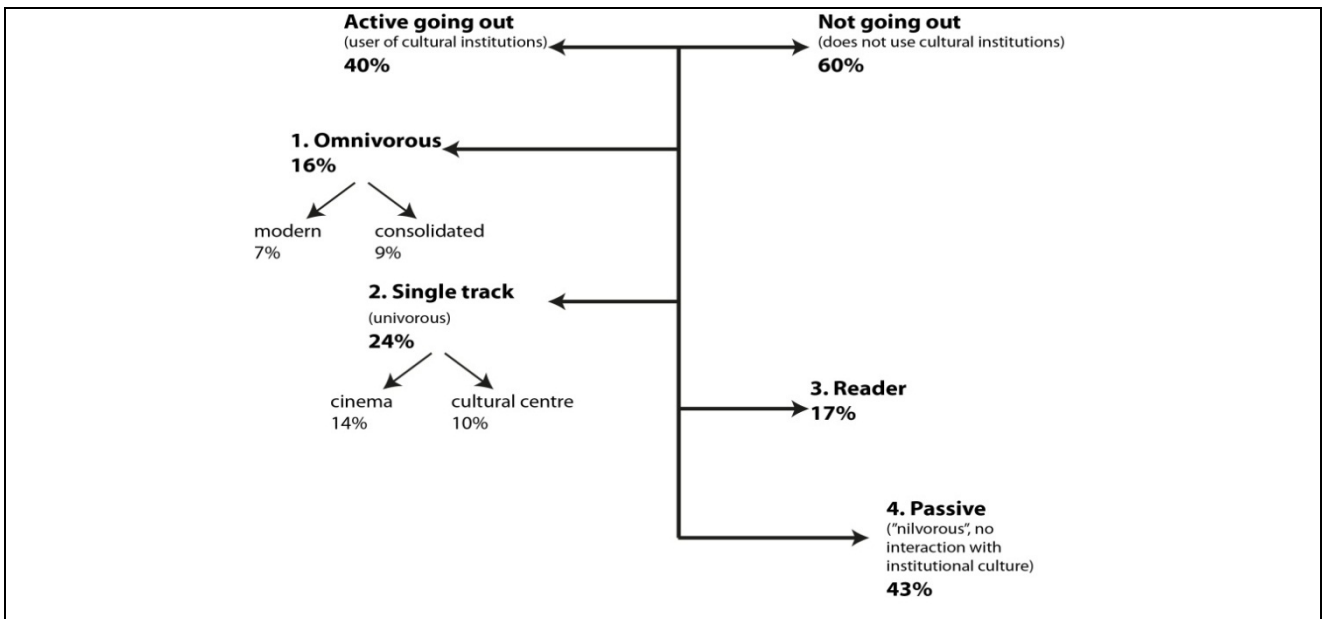 Active going out
(user of cultural institutions)
40%
Not going out
(does not use cultural institutions)
60%
1. Omnivorous
16%
modern
7%
consolidated
9%
2. Single track
(univorous)
24%
cinema
14%
cultural centre
10%
3. Reader
17%
4. Passive
("nilvorous", no
interaction with
institutional culture)
43%